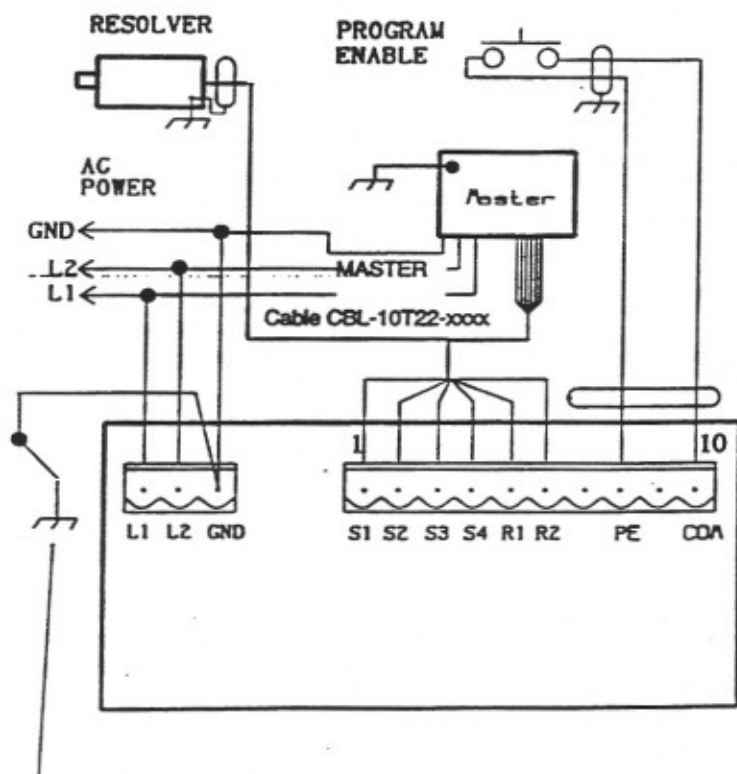 RESOLVER
PROGRAM
ENABLE
AC
POWER
Master
GND
L2
MASTER
L1
Cable CBL-10T22-xxxx
1
10
L1 L2 GND
S1 S2 S3 S4 R1 R2 PE COM